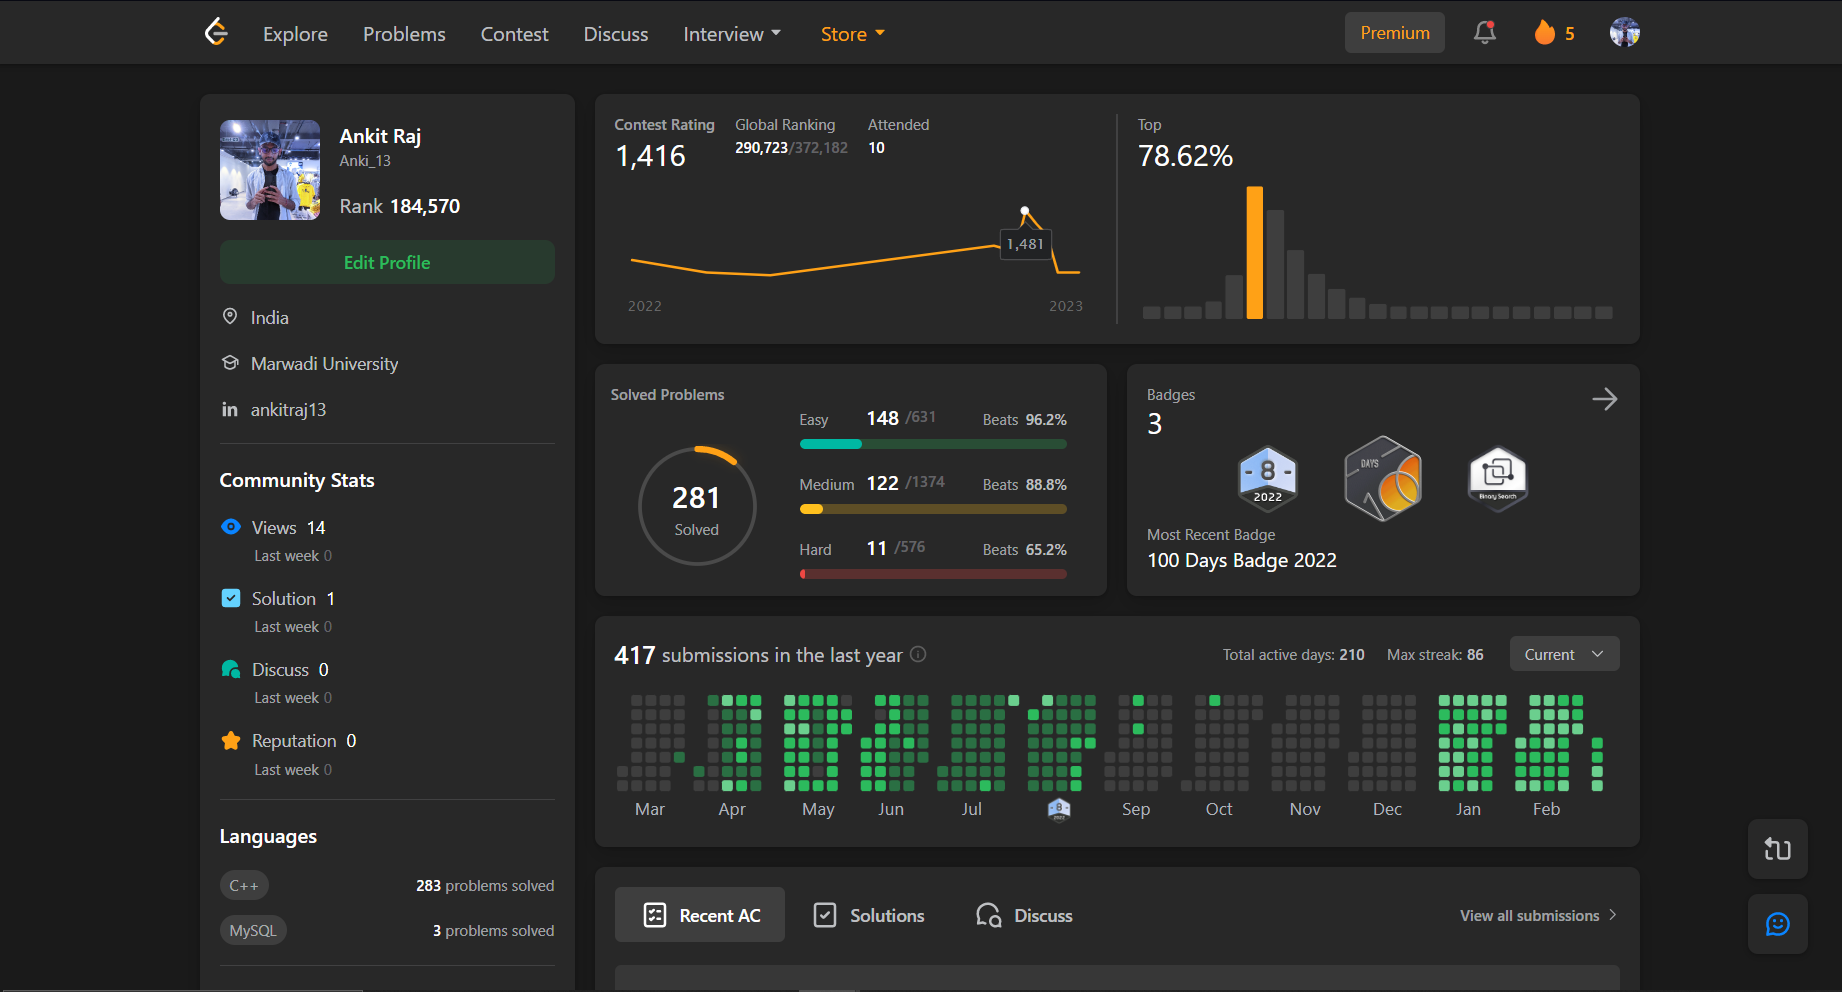 Explore Problems Contest Discuss Interview Store Premium 5
Ankit Raj
Anki_13
Rank 184,570
Edit Profile
India
Marwadi University
in ankitraj13
Community Stats
Views 14
Last week 0
Solution 1
Last week 0
Discuss 0
Last week 0
Reputation 0
Last week 0
Languages
C++ 283 problems solved
MySQL 3 problems solved
Contest Rating Global Ranking Attended
1,416 290,723/372,182 10
1,481
2022 2023
Top
78.62%
Solved Problems
281
Solved
Easy 148 /631 Beats 96.2%
Medium 122 /1374 Beats 88.8%
Hard 11 /576 Beats 65.2%
Badges
3
8
2022
DAYS
Binary Search
Most Recent Badge
100 Days Badge 2022
417 submissions in the last year Total active days: 210 Max streak: 86 Current
Mar Apr May Jun Jul 8 Sep Oct Nov Dec Jan Feb
Recent AC Solutions Discuss View all submissions